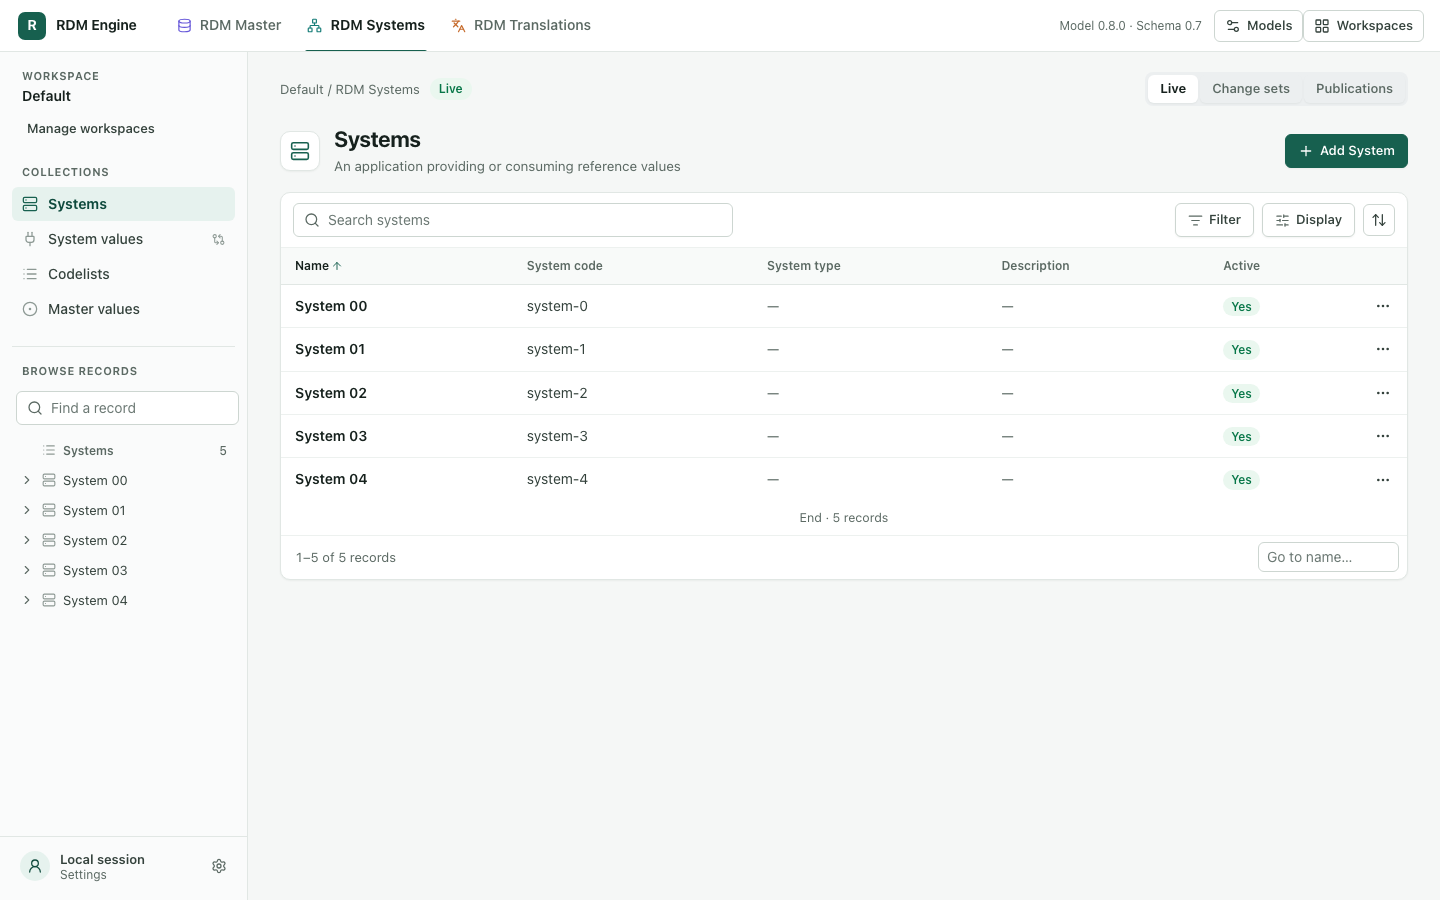 R RDM Engine RDM Master RDM Systems RDM Translations Model 0.8.0 · Schema 0.7 Models Workspaces
WORKSPACE
Default
Manage workspaces
COLLECTIONS
Systems
System values
Codelists
Master values
BROWSE RECORDS
Find a record
Systems 5
System 00
System 01
System 02
System 03
System 04
Local session
Settings
Default / RDM Systems Live Live Change sets Publications
Systems
An application providing or consuming reference values
Add System
Search systems Filter Display
Name System code System type Description Active
System 00 system-0 — — Yes
System 01 system-1 — — Yes
System 02 system-2 — — Yes
System 03 system-3 — — Yes
System 04 system-4 — — Yes
End · 5 records
1–5 of 5 records Go to name...